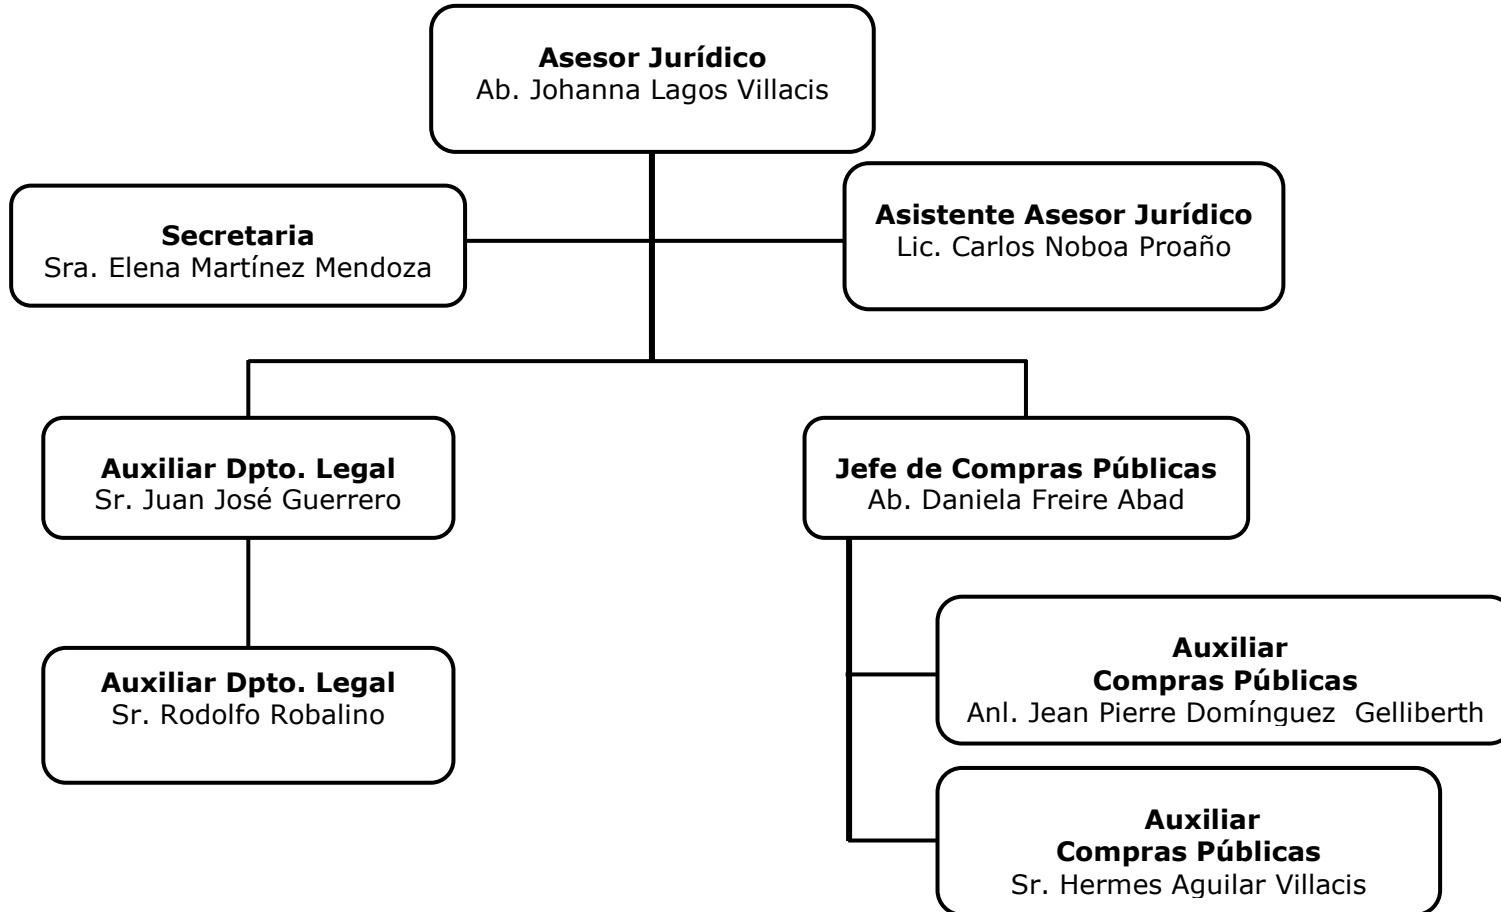 Asesor Jurídico
Ab. Johanna Lagos Villacis
Secretaria
Sra. Elena Martínez Mendoza
Asistente Asesor Jurídico
Lic. Carlos Noboa Proaño
Auxiliar Dpto. Legal
Sr. Juan José Guerrero
Jefe de Compras Públicas
Ab. Daniela Freire Abad
Auxiliar Dpto. Legal
Sr. Rodolfo Robalino
Auxiliar
Compras Públicas
Anl. Jean Pierre Domínguez  Gelliberth
Auxiliar
Compras Públicas
Sr. Hermes Aguilar Villacis